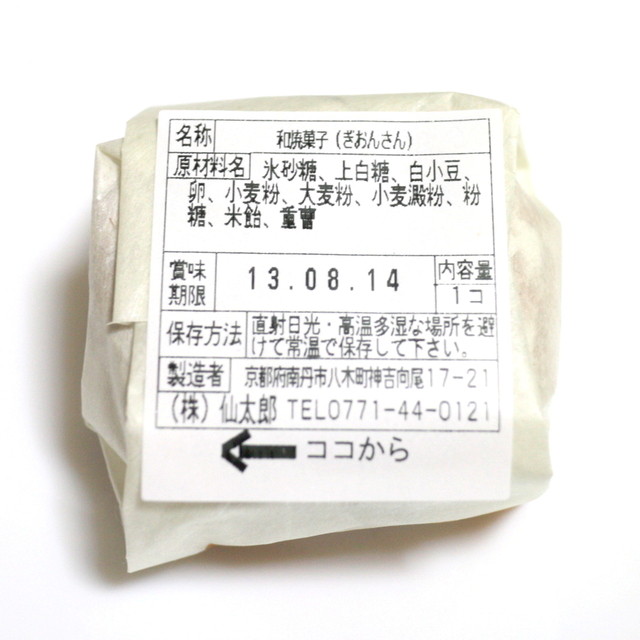 名称 和焼菓子(ぎおんさん)
原材料名 氷砂糖、上白糖、白小豆、
卵、小麦粉、大麦粉、小麦澱粉、粉
糖、米飴、重曹
賞味期限 13.08.14 内容量 1コ
保存方法 直射日光・高温多湿な場所を避
けて常温で保存して下さい。
製造者 京都府南丹市八木町神吉向尾17-21
(株)仙太郎 TEL0771-44-0121
ココから